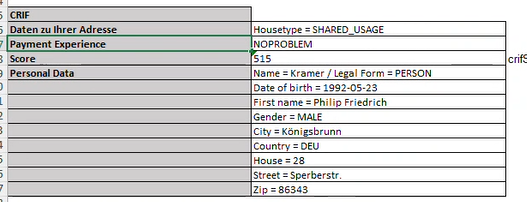 CRIF
Daten zu Ihrer Adresse Housetype = SHARED_USAGE
Payment Experience NOPROBLEM
Score 515
Personal Data Name = Kramer / Legal Form = PERSON
Date of birth = 1992-05-23
First name = Philip Friedrich
Gender = MALE
City = Königsbrunn
Country = DEU
House = 28
Street = Sperberstr.
Zip = 86343